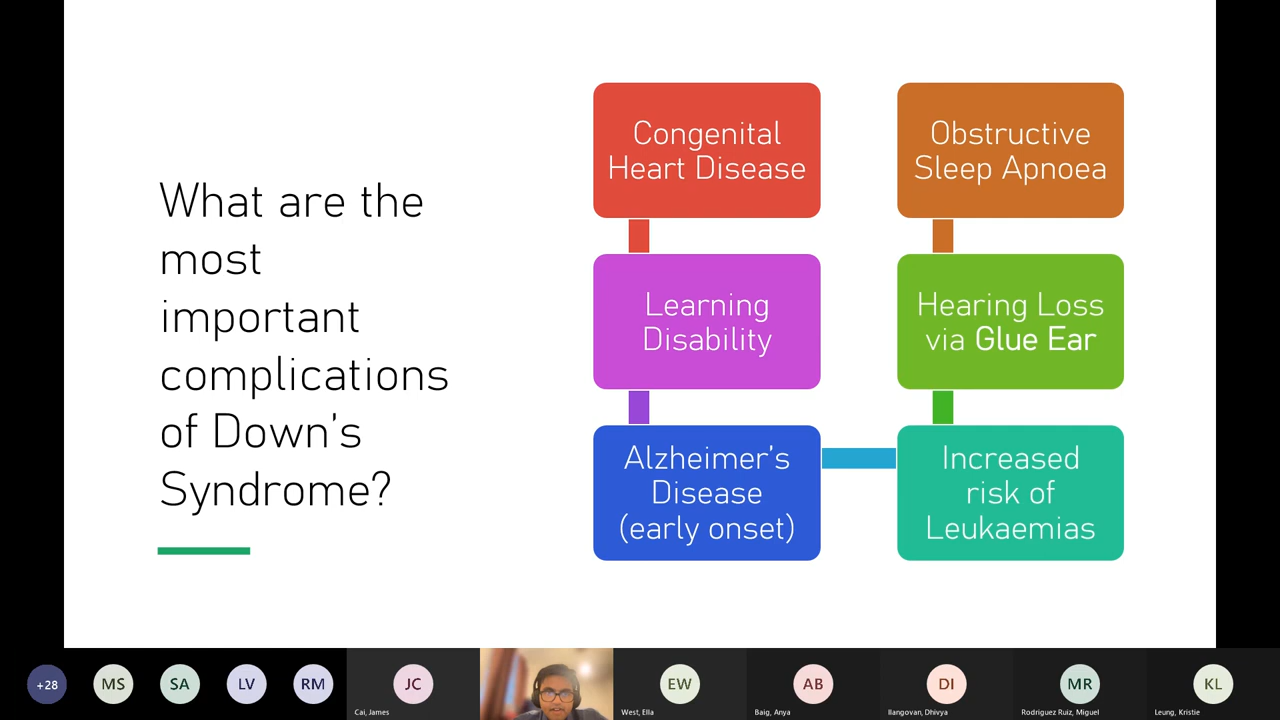 What are the
most
important
complications
of Down's
Syndrome?
Congenital
Heart Disease
Learning
Disability
Alzheimer's
Disease
(early onset)
Increased
risk of
Leukaemias
Hearing Loss
via Glue Ear
Obstructive
Sleep Apnoea
+28
MS
SA
LV
RM
JC
Cai, James
EW
West, Ella
AB
Baig, Anya
DI
Ilangovan, Dhivya
MR
Rodriguez Ruiz, Miguel
KL
Leung, Kristie